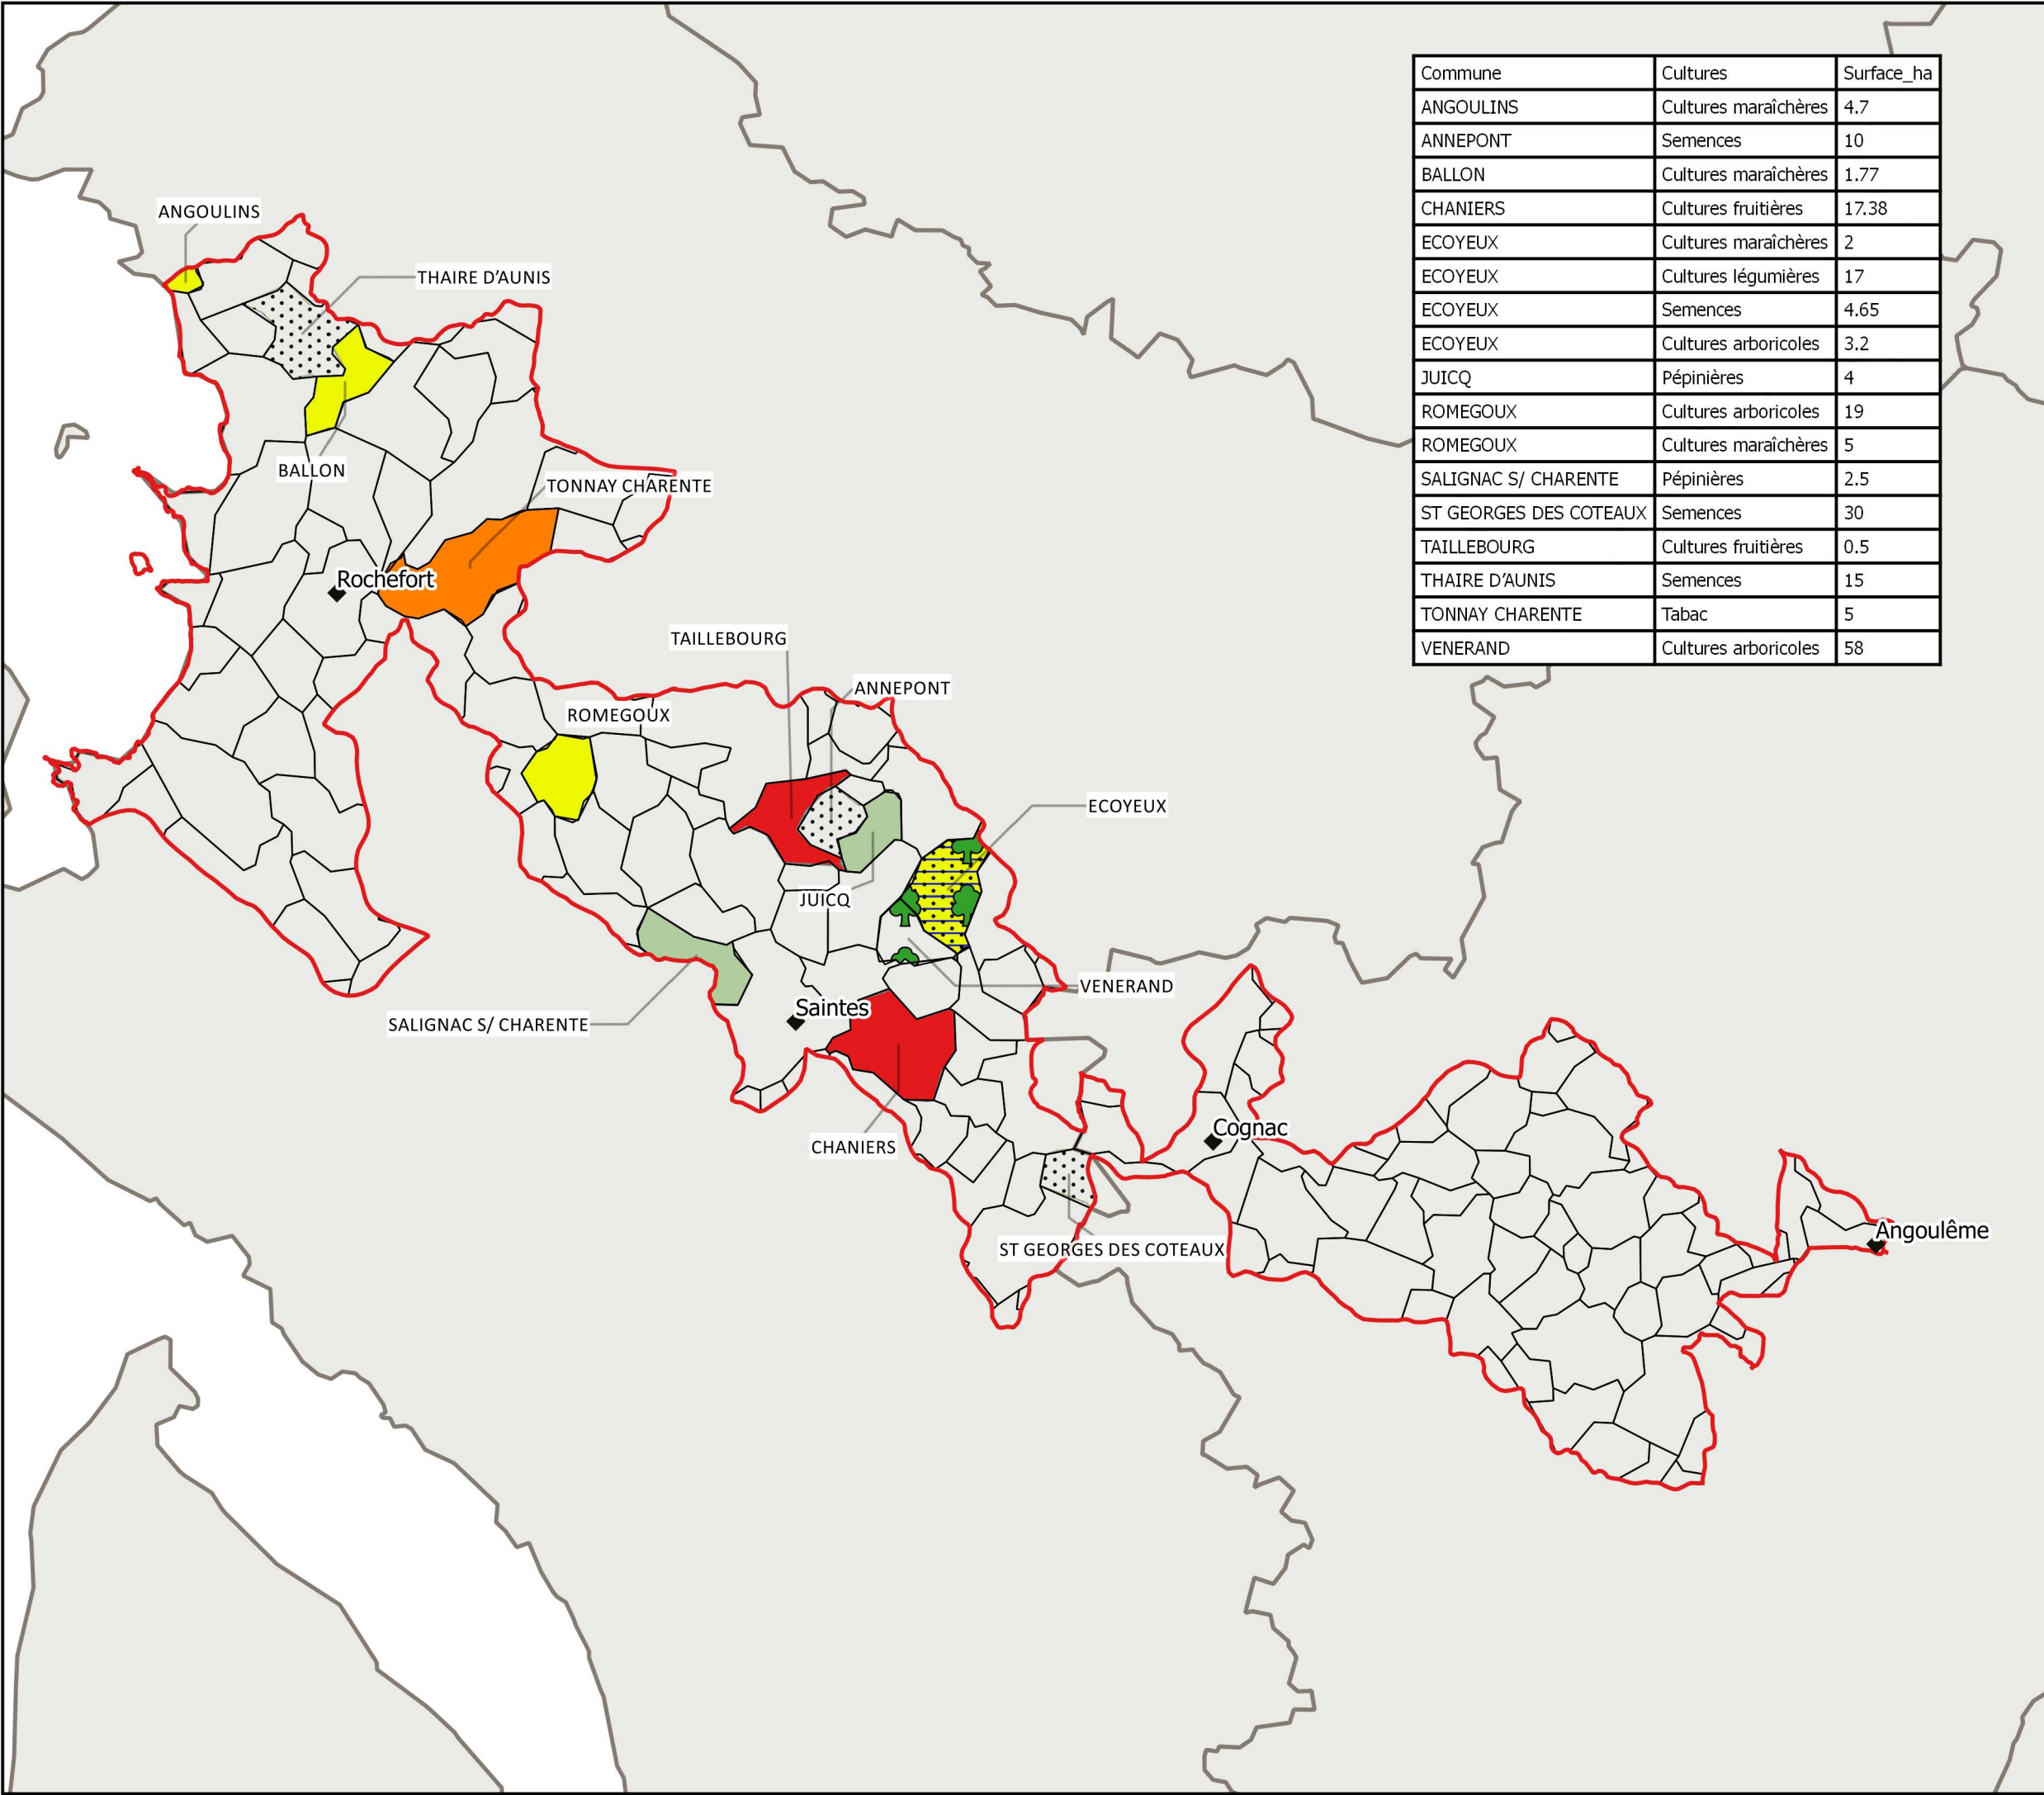 Commune Cultures Surface_ha
ANGOULINS Cultures maraîchères 4.7
ANNEPONT Semences 10
BALLON Cultures maraîchères 1.77
CHANIERS Cultures fruitières 17.38
ECOYEUX Cultures maraîchères 2
ECOYEUX Cultures légumières 17
ECOYEUX Semences 4.65
ECOYEUX Cultures arboricoles 3.2
JUICQ Pépinières 4
ROMEGOUX Cultures arboricoles 19
ROMEGOUX Cultures maraîchères 5
SALIGNAC S/ CHARENTE Pépinières 2.5
ST GEORGES DES COTEAUX Semences 30
TAILLEBOURG Cultures fruitières 0.5
THAIRE D'AUNIS Semences 15
TONNAY CHARENTE Tabac 5
VENERAND Cultures arboricoles 58
ANGOULINS
THAIRE D'AUNIS
BALLON
TONNAY CHARENTE
Rochefort
TAILLEBOURG
ANNEPONT
ROMEGOUX
ECOYEUX
JUICQ
VENERAND
Saintes
SALIGNAC S/ CHARENTE
Cognac
CHANIERS
Angoulême
ST GEORGES DES COTEAUX